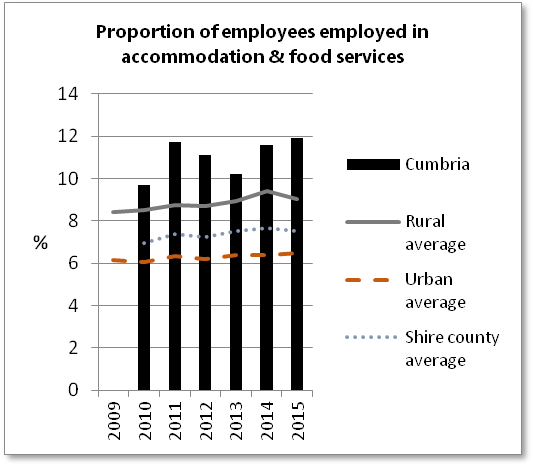 Proportion of employees employed in
accommodation & food services
14
12
10
8
6
4
2
0
%
2009
2010
2011
2012
2013
2014
2015
Cumbria
Rural
average
Urban
average
Shire county
average